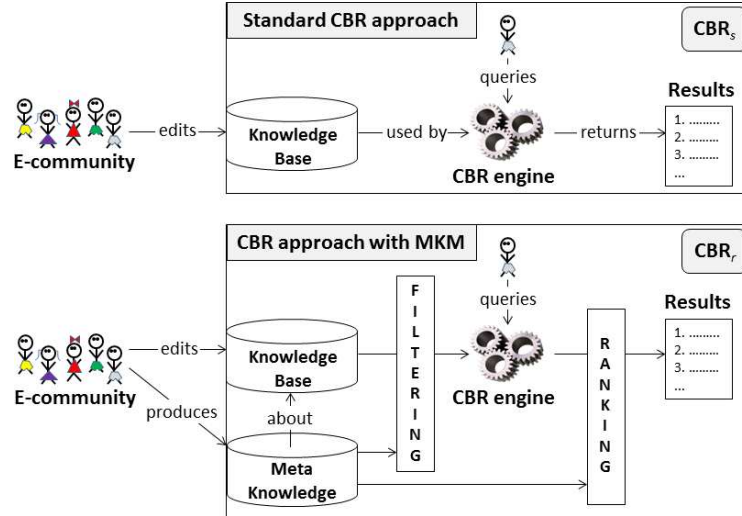 Standard CBR approach
CBRs
queries
Results
edits
Knowledge
Base
used by
returns
1. .........
2. .........
3. .........
...
E-community
CBR engine
CBR approach with MKM
CBRr
queries
FILTERING
RANKING
Results
edits
Knowledge
Base
1. .........
2. .........
3. .........
...
E-community
CBR engine
produces
about
Meta
Knowledge